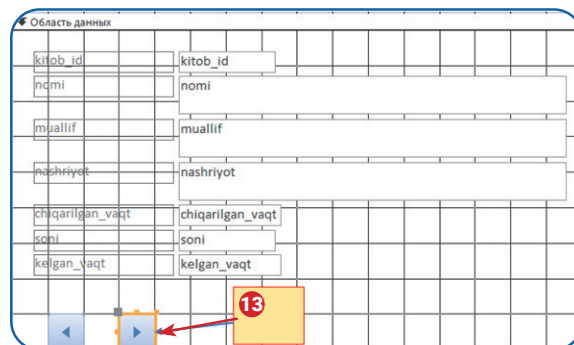 Область данных
kitob_id kitob_id
nomi nomi
muallif muallif
nashriyot nashriyot
chiqarilgan_vaqt chiqarilgan_vaqt
soni soni
kelgan_vaqt kelgan_vaqt
13